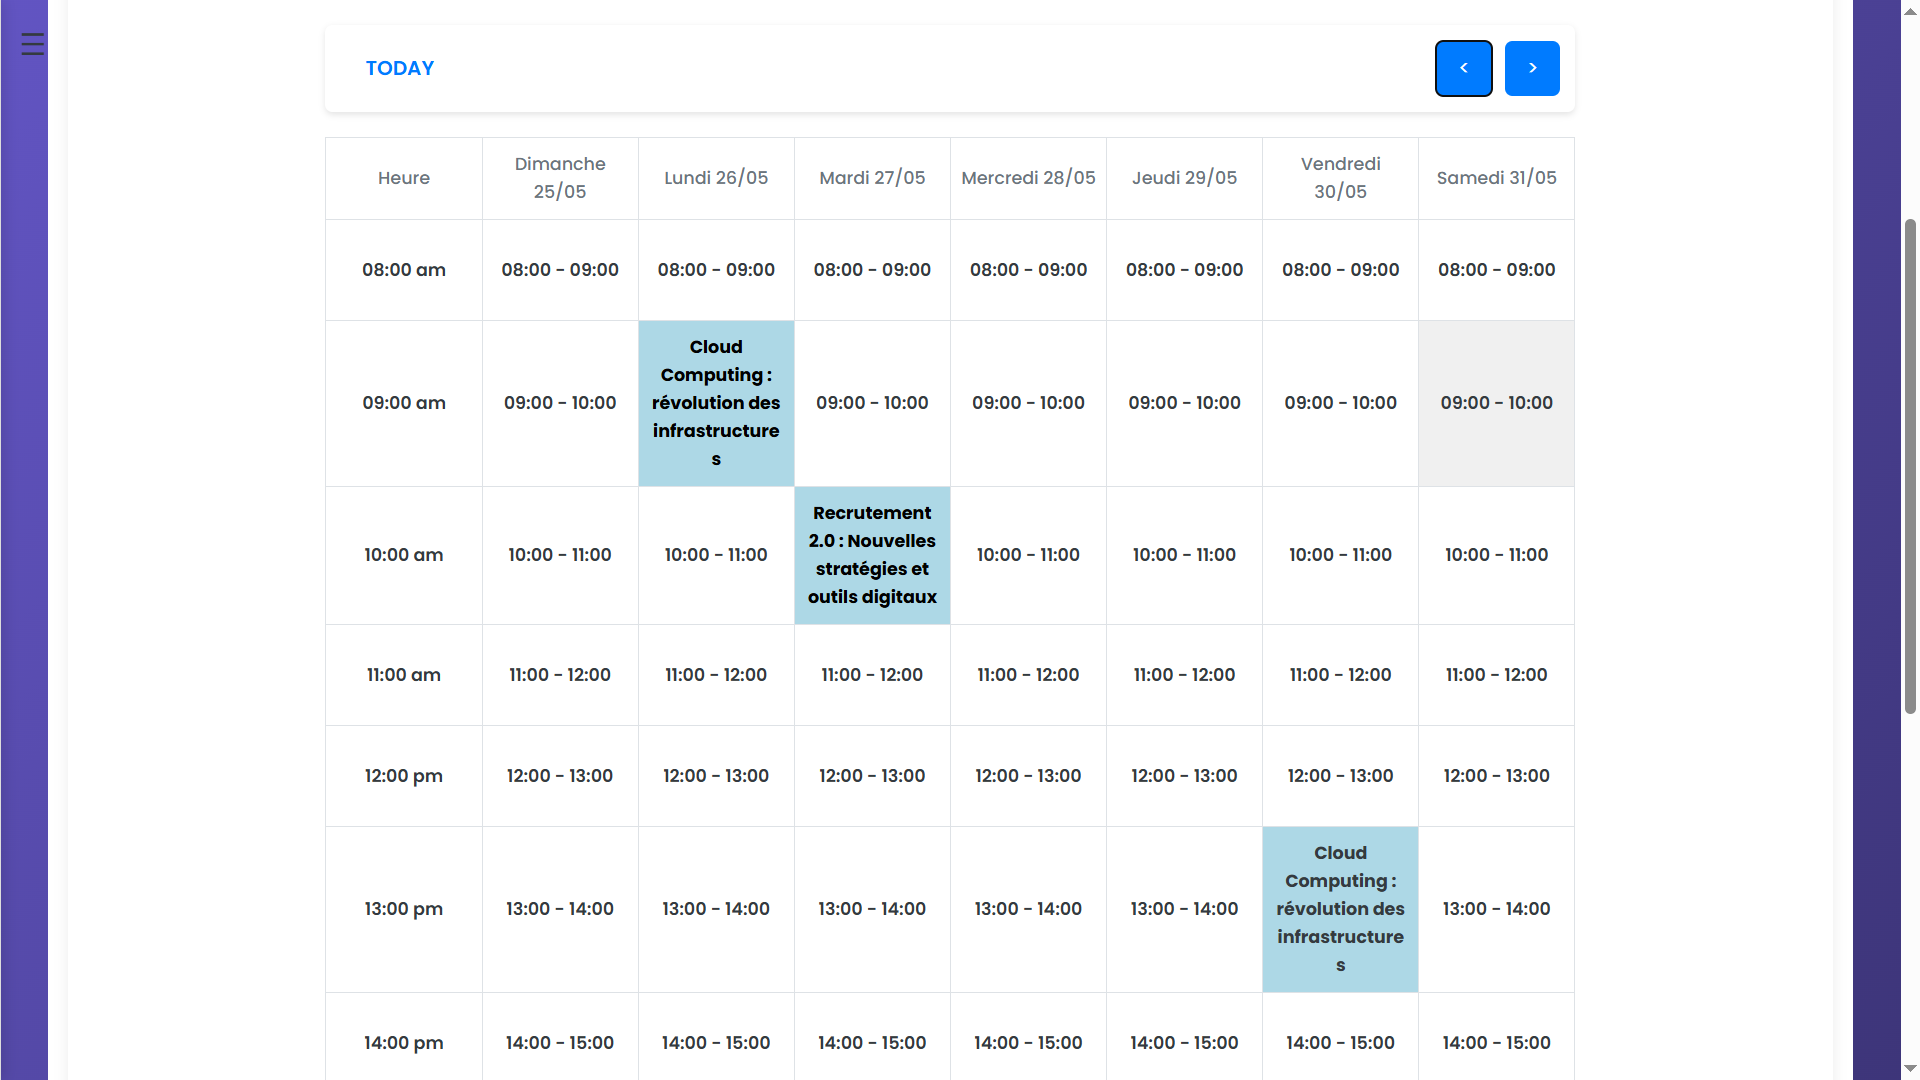 TODAY
<
>
Heure
Dimanche
25/05
Lundi 26/05
Mardi 27/05
Mercredi 28/05
Jeudi 29/05
Vendredi
30/05
Samedi 31/05
08:00 am
08:00 - 09:00
08:00 - 09:00
08:00 - 09:00
08:00 - 09:00
08:00 - 09:00
08:00 - 09:00
08:00 - 09:00
09:00 am
09:00 - 10:00
Cloud
Computing :
révolution des
infrastructure
s
09:00 - 10:00
09:00 - 10:00
09:00 - 10:00
09:00 - 10:00
09:00 - 10:00
10:00 am
10:00 - 11:00
10:00 - 11:00
Recrutement
2.0 : Nouvelles
stratégies et
outils digitaux
10:00 - 11:00
10:00 - 11:00
10:00 - 11:00
10:00 - 11:00
11:00 am
11:00 - 12:00
11:00 - 12:00
11:00 - 12:00
11:00 - 12:00
11:00 - 12:00
11:00 - 12:00
11:00 - 12:00
12:00 pm
12:00 - 13:00
12:00 - 13:00
12:00 - 13:00
12:00 - 13:00
12:00 - 13:00
12:00 - 13:00
12:00 - 13:00
13:00 pm
13:00 - 14:00
13:00 - 14:00
13:00 - 14:00
13:00 - 14:00
13:00 - 14:00
Cloud
Computing :
révolution des
infrastructure
s
13:00 - 14:00
14:00 pm
14:00 - 15:00
14:00 - 15:00
14:00 - 15:00
14:00 - 15:00
14:00 - 15:00
14:00 - 15:00
14:00 - 15:00